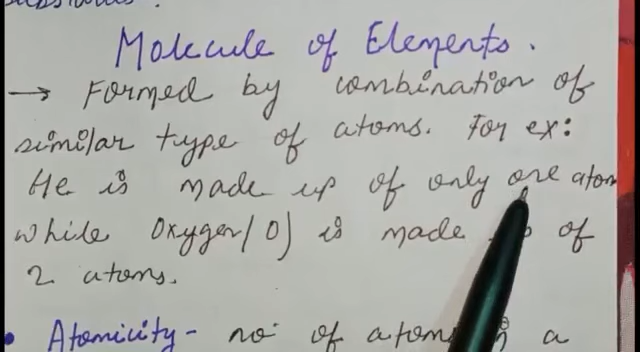 Molecule of Elements.
→ Formed by combination of
similar type of atoms. For ex:
He is made up of only one atom
while Oxygen(O) is made of
2 atoms.
• Atomicity - no. of atoms a